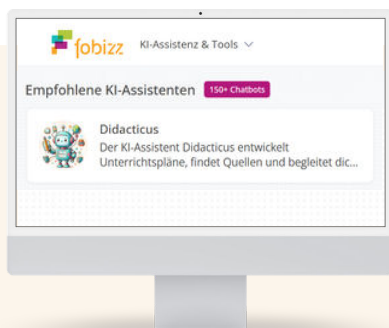 fobizz KI-Assistenz & Tools
Empfohlene KI-Assistenten 150+ Chatbots
Didacticus
Der KI-Assistent Didacticus entwickelt
Unterrichtspläne, findet Quellen und begleitet dic...